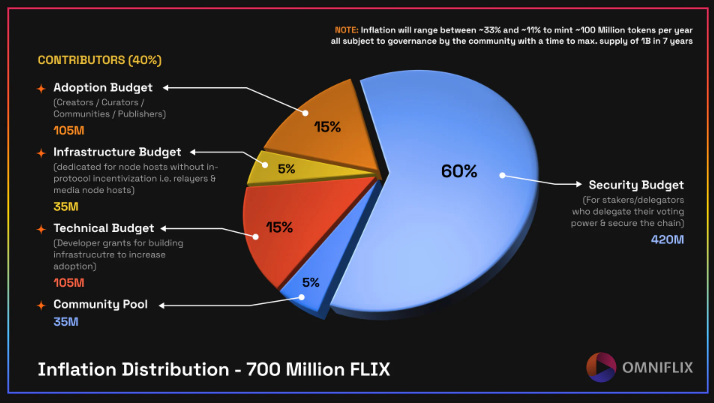 NOTE: Inflation will range between ~33% and ~11% to mint ~100 Million tokens per year
all subject to governance by the community with a time to max. supply of 1B in 7 years
CONTRIBUTORS (40%)
Adoption Budget
(Creators / Curators /
Communities / Publishers)
105M
Infrastructure Budget
(dedicated for node hosts without in-
protocol incentivization i.e. relayers &
media node hosts)
35M
Technical Budget
(Developer grants for building
infrastrucutre to increase
adoption)
105M
Community Pool
35M
15%
5%
15%
5%
60%
Security Budget
(For stakers/delegators
who delegate their voting
power & secure the chain)
420M
Inflation Distribution - 700 Million FLIX
OMNIFLIX